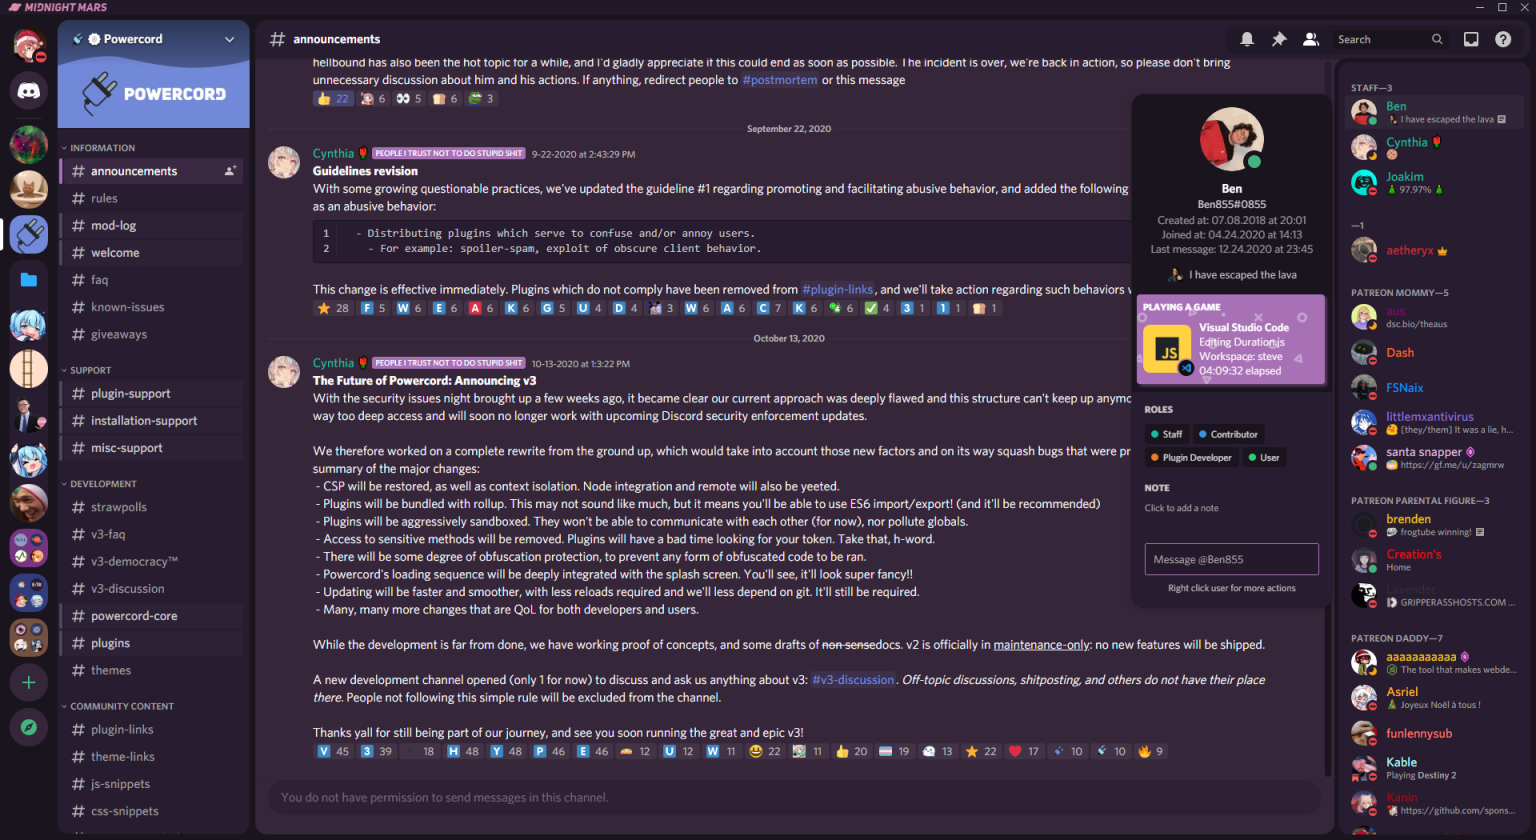 MIDNIGHT MARS
Powercord
POWERCORD
INFORMATION
announcements
rules
mod-log
welcome
faq
known-issues
giveaways
SUPPORT
plugin-support
installation-support
misc-support
DEVELOPMENT
strawpolls
v3-faq
v3-democracy™
v3-discussion
powercord-core
plugins
themes
COMMUNITY CONTENT
plugin-links
theme-links
js-snippets
css-snippets
# announcements
Search
hellbound has also been the hot topic for a while, and I'd gladly appreciate if this could end as soon as possible. The incident is over, we're back in action, so please don't bring
unnecessary discussion about him and his actions. If anything, redirect people to #postmortem or this message
22 6 5 6 3
September 22, 2020
Cynthia PEOPLE I TRUST NOT TO DO STUPID SHIT 9-22-2020 at 2:43:29 PM
Guidelines revision
With some growing questionable practices, we've updated the guideline #1 regarding promoting and facilitating abusive behavior, and added the following
as an abusive behavior:
1 - Distributing plugins which serve to confuse and/or annoy users.
2 - For example: spoiler-spam, exploit of obscure client behavior.
This change is effective immediately. Plugins which do not comply have been removed from #plugin-links, and we'll take action regarding such behaviors
28 F 5 W 6 E 6 A 6 K 6 G 5 U 4 D 4 3 W 6 A 6 C 7 K 6 6 4 3 1 1 1 1
October 13, 2020
Cynthia PEOPLE I TRUST NOT TO DO STUPID SHIT 10-13-2020 at 1:3:22 PM
The Future of Powercord: Announcing v3
With the security issues night brought up a few weeks ago, it became clear our current approach was deeply flawed and this structure can't keep up anymo
way too deep access and will soon no longer work with upcoming Discord security enforcement updates.
We therefore worked on a complete rewrite from the ground up, which would take into account those new factors and on its way squash bugs that were pr
summary of the major changes:
- CSP will be restored, as well as context isolation. Node integration and remote will also be yeeted.
- Plugins will be bundled with rollup. This may not sound like much, but it means you'll be able to use ES6 import/export! (and it'll be recommended)
- Plugins will be aggressively sandboxed. They won't be able to communicate with each other (for now), nor pollute globals.
- Access to sensitive methods will be removed. Plugins will have a bad time looking for your token. Take that, h-word.
- There will be some degree of obfuscation protection, to prevent any form of obfuscated code to be ran.
- Powercord's loading sequence will be deeply integrated with the splash screen. You'll see, it'll look super fancy!!
- Updating will be faster and smoother, with less reloads required and we'll less depend on git. It'll still be required.
- Many, many more changes that are QoL for both developers and users.
While the development is far from done, we have working proof of concepts, and some drafts of non sensedocs. v2 is officially in maintenance-only: no new features will be shipped.
A new development channel opened (only 1 for now) to discuss and ask us anything about v3: #v3-discussion. Off-topic discussions, shitposting, and others do not have their place
there. People not following this simple rule will be excluded from the channel.
Thanks yall for still being part of our journey, and see you soon running the great and epic v3!
V 45 3 39 18 H 48 Y 48 P 46 E 46 12 U 12 W 11 22 11 20 19 13 22 17 10 10 9
You do not have permission to send messages in this channel.
Ben
Ben855#0855
Created at: 07.08.2018 at 20:01
Joined at: 04.24.2020 at 14:13
Last message: 12.24.2020 at 23:45
I have escaped the lava
PLAYING A GAME
JS
Visual Studio Code
Editing Duration.js
Workspace: steve
04:09:32 elapsed
ROLES
Staff
Contributor
Plugin Developer
User
NOTE
Click to add a note
Message @Ben855
Right click user for more actions
STAFF—3
Ben
I have escaped the lava
Cynthia
Joakim
97.97%
—1
aetheryx
PATREON MOMMY—5
aus
dsc.bio/theaus
Dash
FSNaix
littlemxantivirus
[they/them] It was a lie, h...
santa snapper
https://gf.me/u/zagmrw
PATREON PARENTAL FIGURE—3
brenden
frogtube winning!
Creation's
Home
Lavender
GRIPPERASSHOSTS.COM ...
PATREON DADDY—7
aaaaaaaaaaa
The tool that makes webde...
Asriel
Joyeux Noël à tous !
funlennysub
Kable
Playing Destiny 2
Kanin
https://github.com/spons...